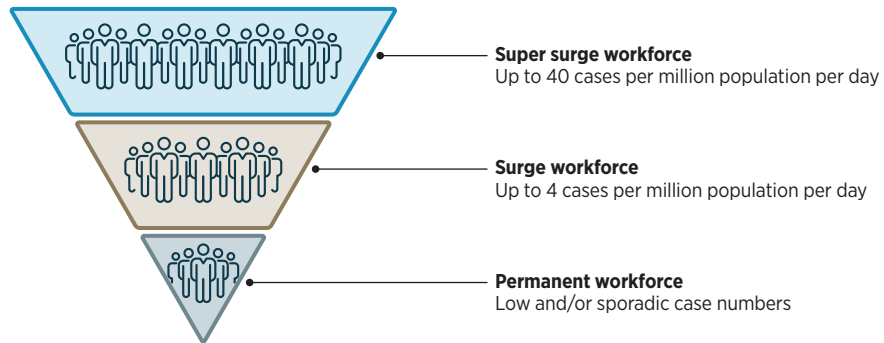 Super surge workforce
Up to 40 cases per million population per day
Surge workforce
Up to 4 cases per million population per day
Permanent workforce
Low and/or sporadic case numbers